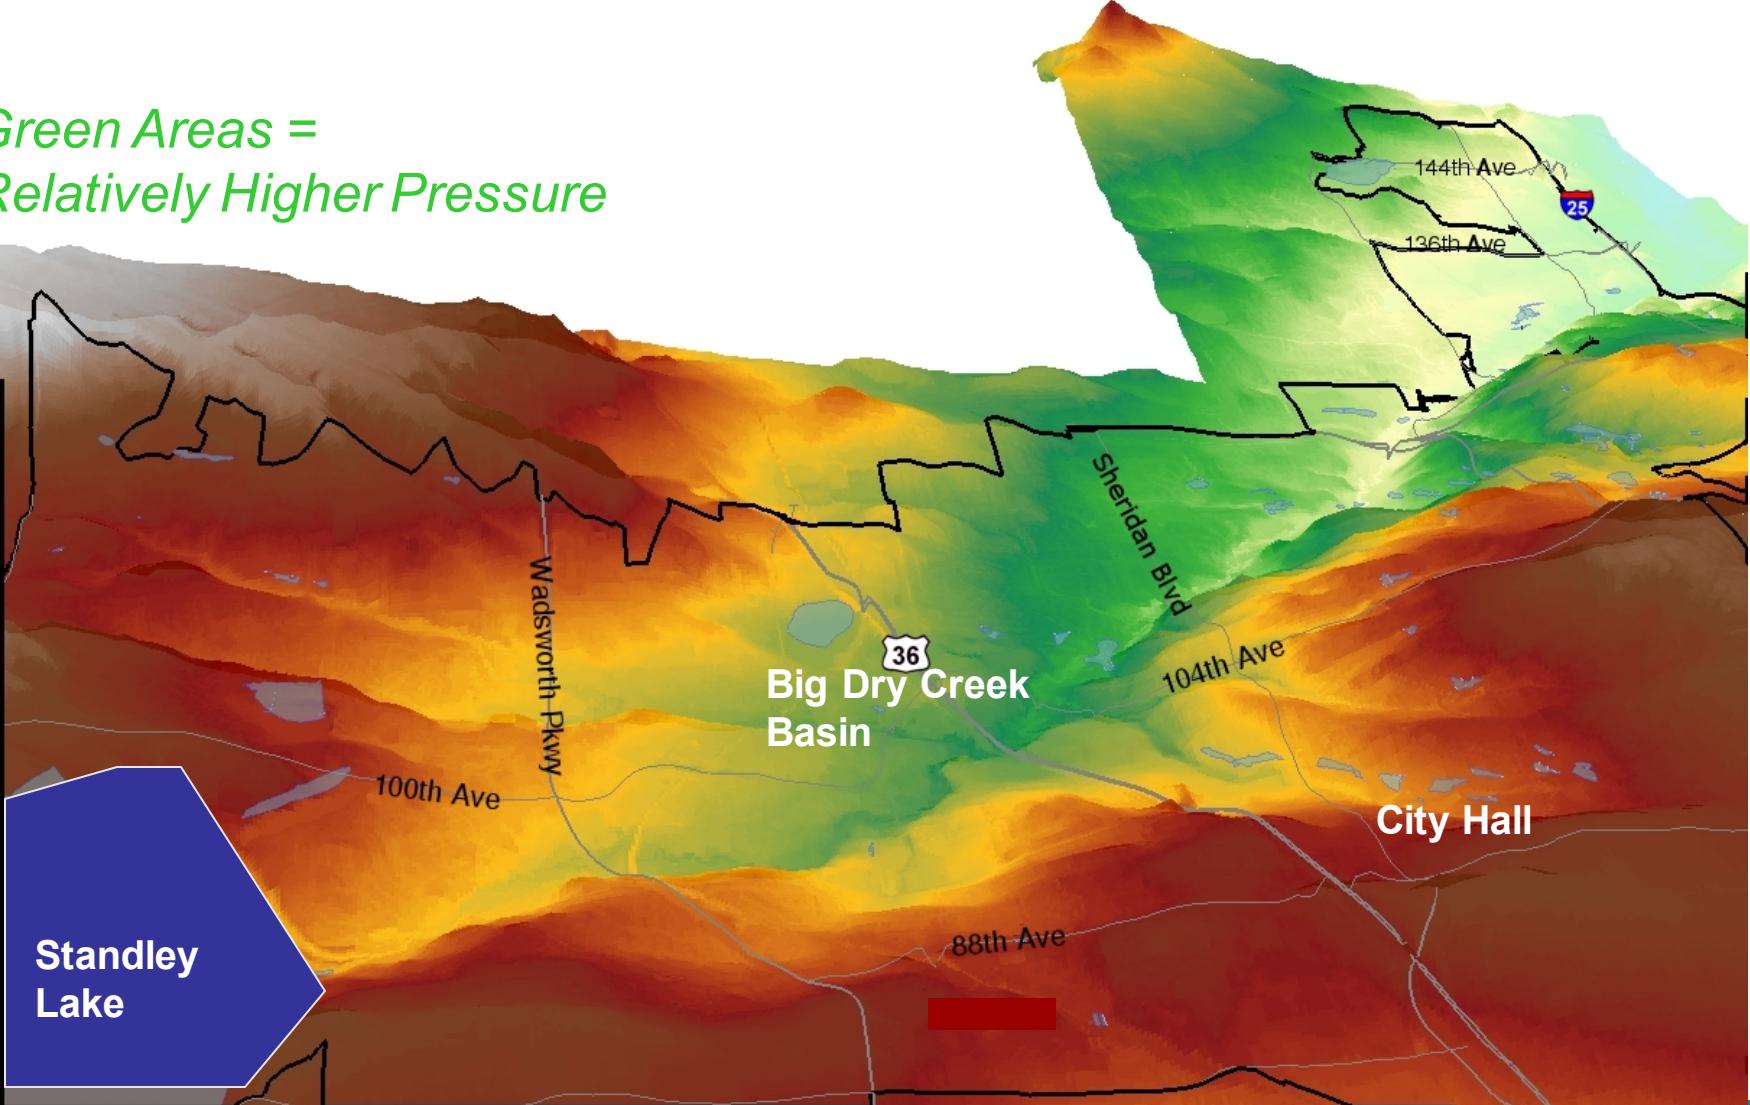 Green Areas =
Relatively Higher Pressure
144th Ave
25
136th Ave
Sheridan Blvd
Wadsworth Pkwy
36
104th Ave
Big Dry Creek
Basin
100th Ave
City Hall
88th Ave
Standley
Lake